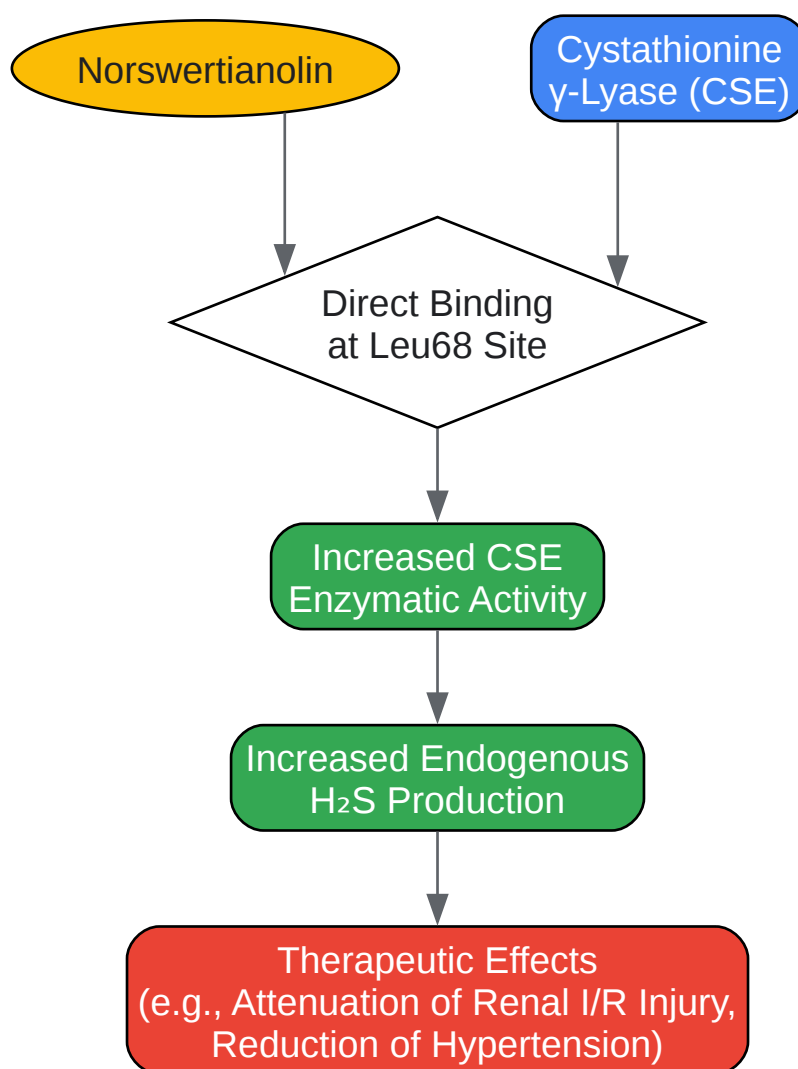 Norswertianolin
Cystathionine
γ-Lyase (CSE)
Direct Binding
at Leu68 Site
Increased CSE
Enzymatic Activity
Increased Endogenous
H₂S Production
Therapeutic Effects
(e.g., Attenuation of Renal I/R Injury,
Reduction of Hypertension)